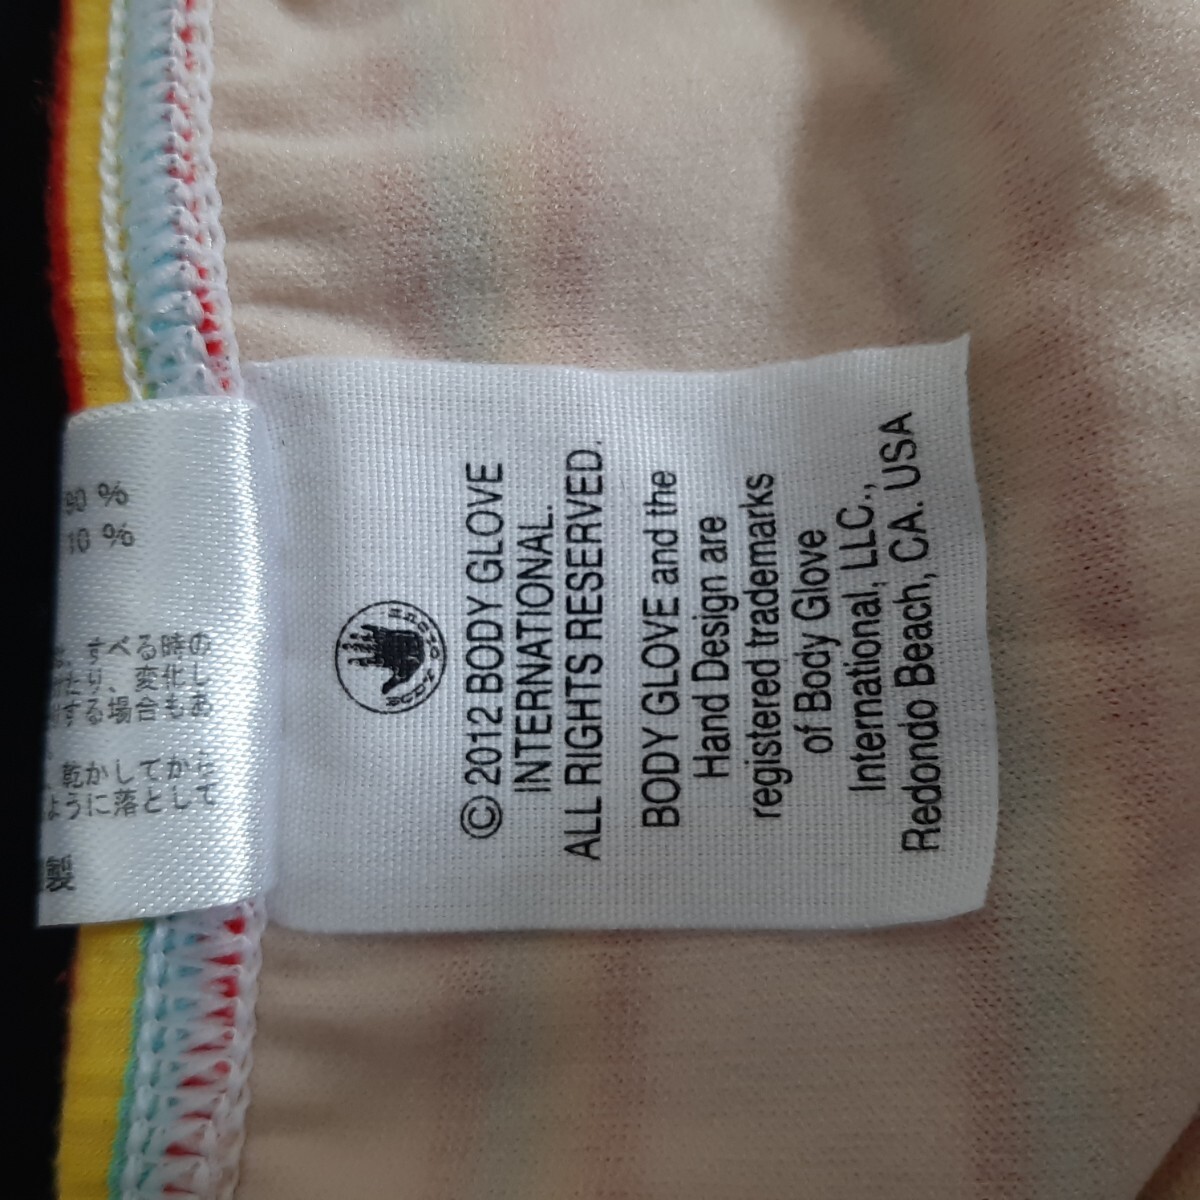 © 2012 BODY GLOVE
INTERNATIONAL.
ALL RIGHTS RESERVED.
BODY GLOVE and the
Hand Design are
registered trademarks
of Body Glove
International, LLC.,
Redondo Beach, CA. USA
90 %
10 %
すべる時の
たり、変化し
する場合もあ
乾かしてから
ように落として
製